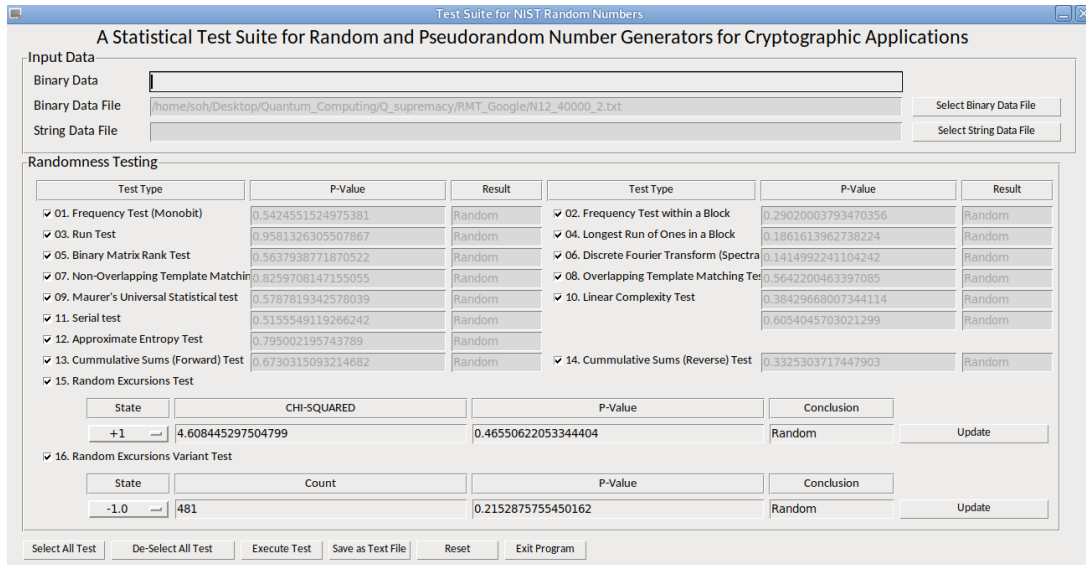 Test Suite for NIST Random Numbers
A Statistical Test Suite for Random and Pseudorandom Number Generators for Cryptographic Applications
Input Data
Binary Data
Binary Data File /home/soh/Desktop/Quantum_Computing/Q_supremacy/RMT_Google/N12_40000_2.txt Select Binary Data File
String Data File Select String Data File
Randomness Testing
Test Type P-Value Result Test Type P-Value Result
01. Frequency Test (Monobit) 0.5424551524975381 Random 02. Frequency Test within a Block 0.29020003793470356 Random
03. Run Test 0.9581326305507867 Random 04. Longest Run of Ones in a Block 0.1861613962738224 Random
05. Binary Matrix Rank Test 0.5637938771870522 Random 06. Discrete Fourier Transform (Spectra 0.1414992241104242 Random
07. Non-Overlapping Template Matchin 0.8259708147155055 Random 08. Overlapping Template Matching Tes 0.5642200463397085 Random
09. Maurer's Universal Statistical test 0.5787819342578039 Random 10. Linear Complexity Test 0.38429668007344114 Random
11. Serial test 0.5155549119266242 Random 0.6054045703021299 Random
12. Approximate Entropy Test 0.795002195743789 Random
13. Cummulative Sums (Forward) Test 0.6730315093214682 Random 14. Cummulative Sums (Reverse) Test 0.3325303717447903 Random
15. Random Excursions Test
State CHI-SQUARED P-Value Conclusion
+1 4.608445297504799 0.46550622053344404 Random Update
16. Random Excursions Variant Test
State Count P-Value Conclusion
-1.0 481 0.2152875755450162 Random Update
Select All Test De-Select All Test Execute Test Save as Text File Reset Exit Program